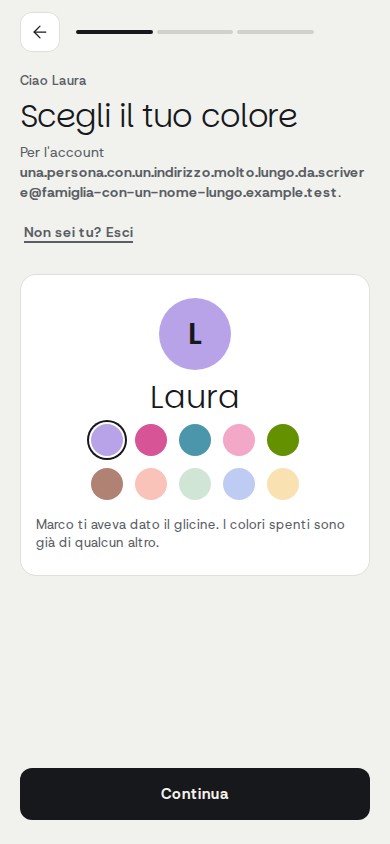 Ciao Laura
Scegli il tuo colore
Per l'account
una.persona.con.un.indirizzo.molto.lungo.da.scriver
e@famiglia-con-un-nome-lungo.example.test.
Non sei tu? Esci
L
Laura
Marco ti aveva dato il glicine. I colori spenti sono
già di qualcun altro.
Continua